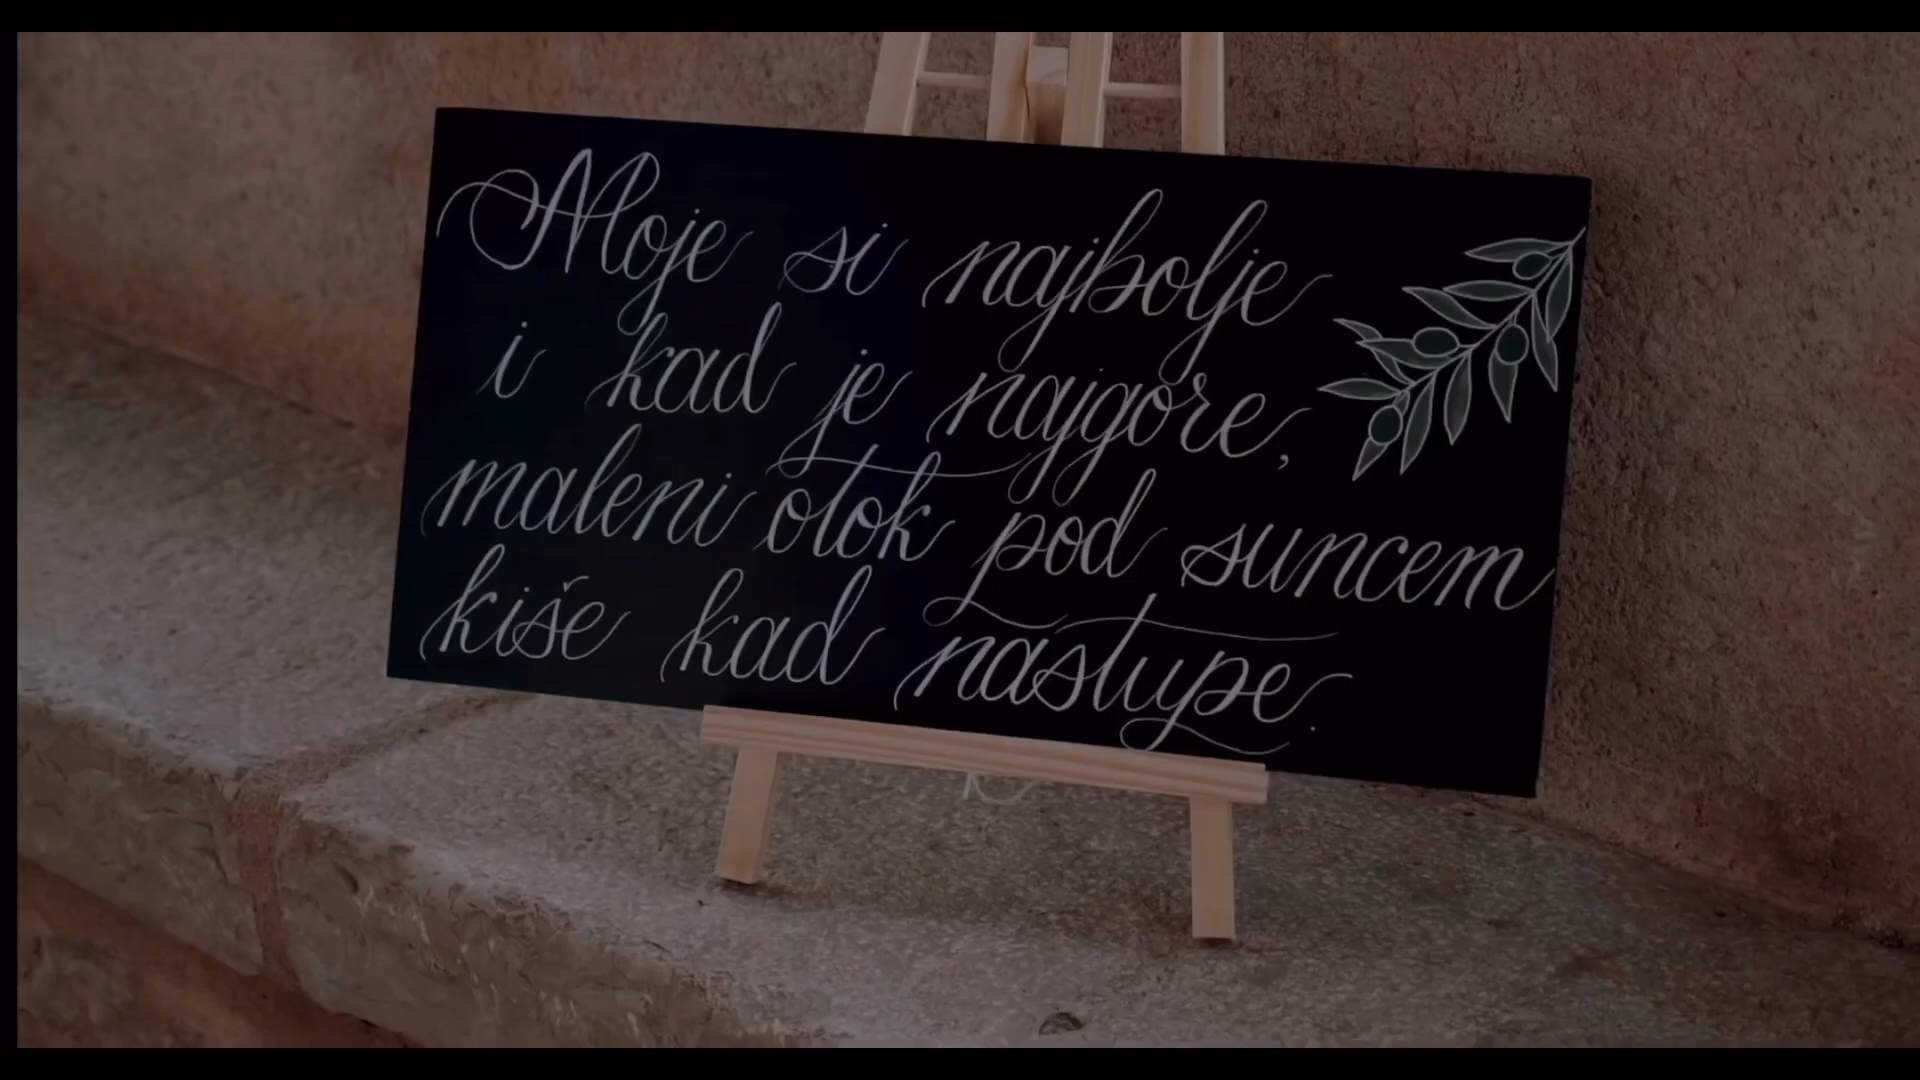 Moje si najbolje
i kad je najgore,
maleni otok pod suncem
kiše kad nastupe.